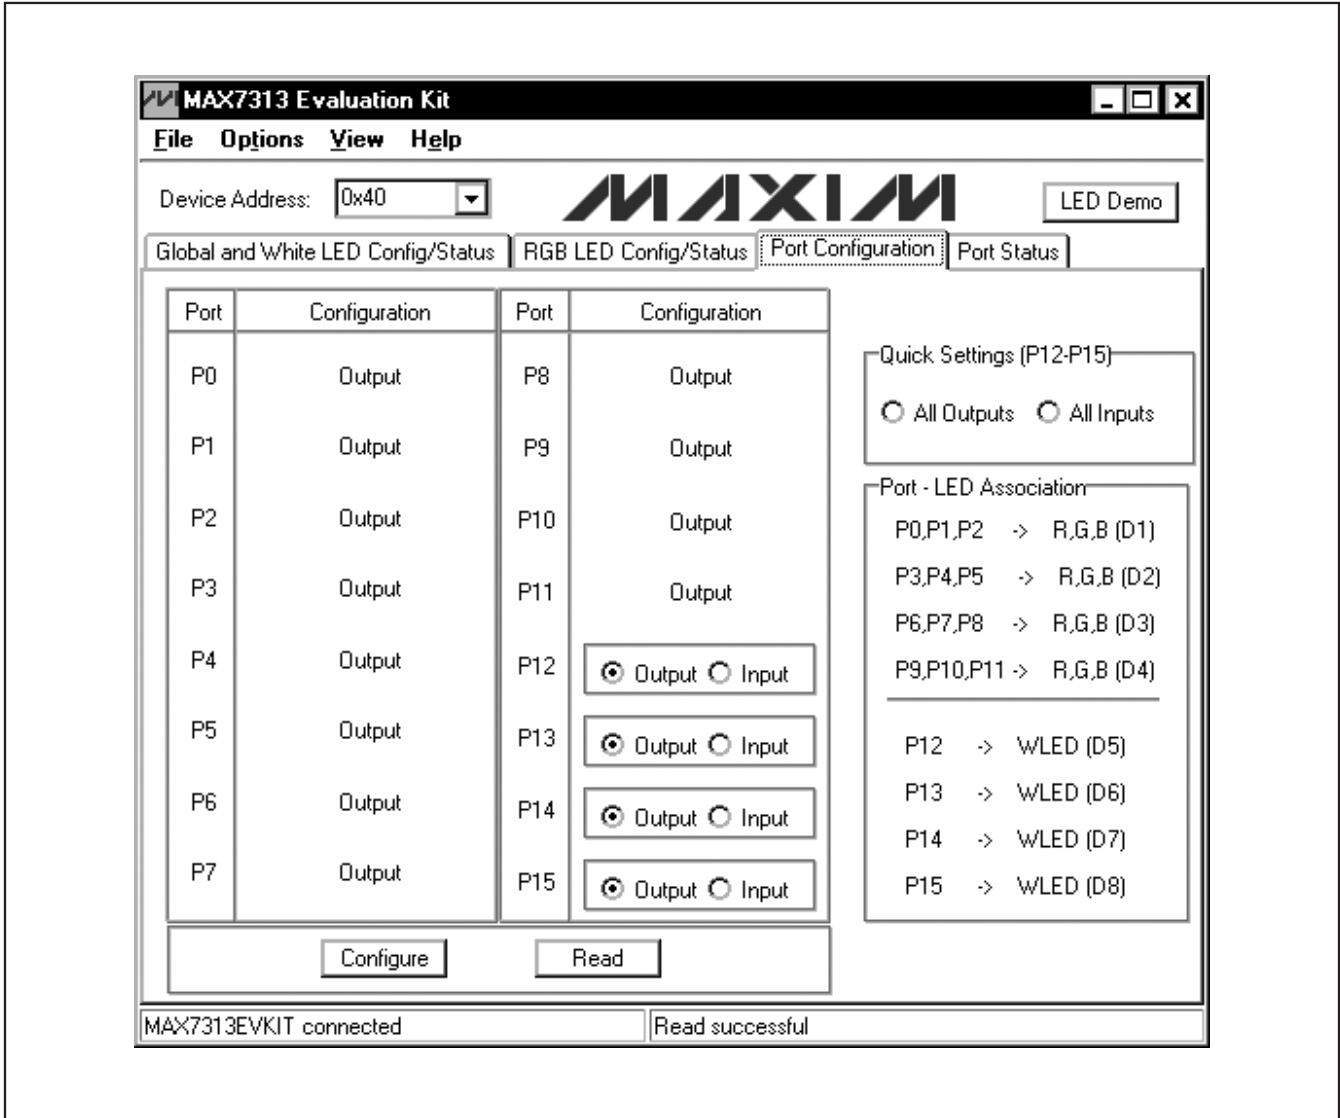 MAX7313 Evaluation Kit
File Options View Help
Device Address: 0x40 MAXIM LED Demo
Global and White LED Config/Status RGB LED Config/Status Port Configuration Port Status
Port Configuration Port Configuration
P0 Output P8 Output
P1 Output P9 Output
P2 Output P10 Output
P3 Output P11 Output
P4 Output P12 Output Input
P5 Output P13 Output Input
P6 Output P14 Output Input
P7 Output P15 Output Input
Configure Read
Quick Settings (P12-P15)
All Outputs All Inputs
Port - LED Association
P0,P1,P2 -> R,G,B (D1)
P3,P4,P5 -> R,G,B (D2)
P6,P7,P8 -> R,G,B (D3)
P9,P10,P11 -> R,G,B (D4)
P12 -> WLED (D5)
P13 -> WLED (D6)
P14 -> WLED (D7)
P15 -> WLED (D8)
MAX7313EVKIT connected Read successful